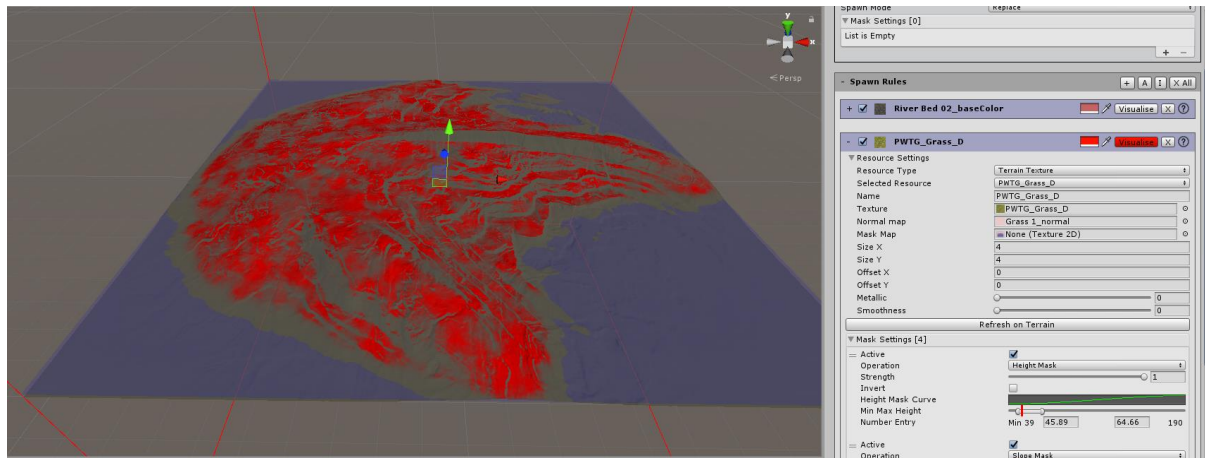 y
x
Persp
Spawn Mode Replace
Mask Settings [0]
List is Empty
+ -
- Spawn Rules + A I X All
+ River Bed 02_baseColor Visualise X ?
- PWTG_Grass_D Visualise X ?
Resource Settings
Resource Type Terrain Texture
Selected Resource PWTG_Grass_D
Name PWTG_Grass_D
Texture PWTG_Grass_D
Normal map Grass 1_normal
Mask Map None (Texture 2D)
Size X 4
Size Y 4
Offset X 0
Offset Y 0
Metallic 0
Smoothness 0
Refresh on Terrain
Mask Settings [4]
Active
Operation Height Mask
Strength 1
Invert
Height Mask Curve
Min Max Height
Number Entry Min 39 45.89 64.66 190
Active
Operation Slope Mask